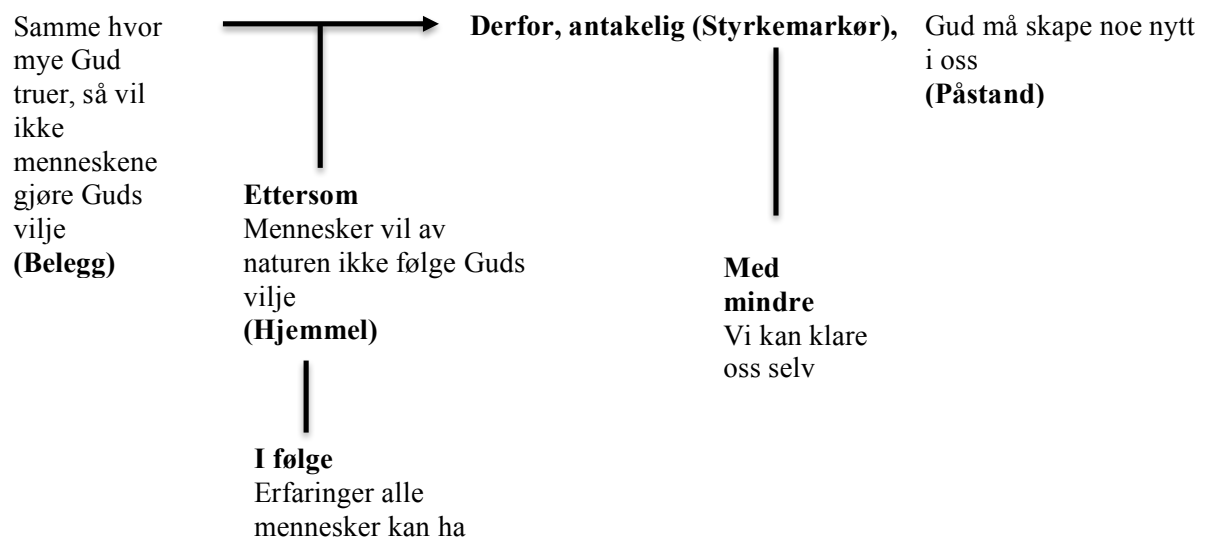 Samme hvor
mye Gud
truer, så vil
ikke
menneskene
gjøre Guds
vilje
(Belegg)
Derfor, antakelig (Styrkemarkør),
Gud må skape noe nytt
i oss
(Påstand)
Ettersom
Mennesker vil av
naturen ikke følge Guds
vilje
(Hjemmel)
Med
mindre
Vi kan klare
oss selv
I følge
Erfaringer alle
mennesker kan ha